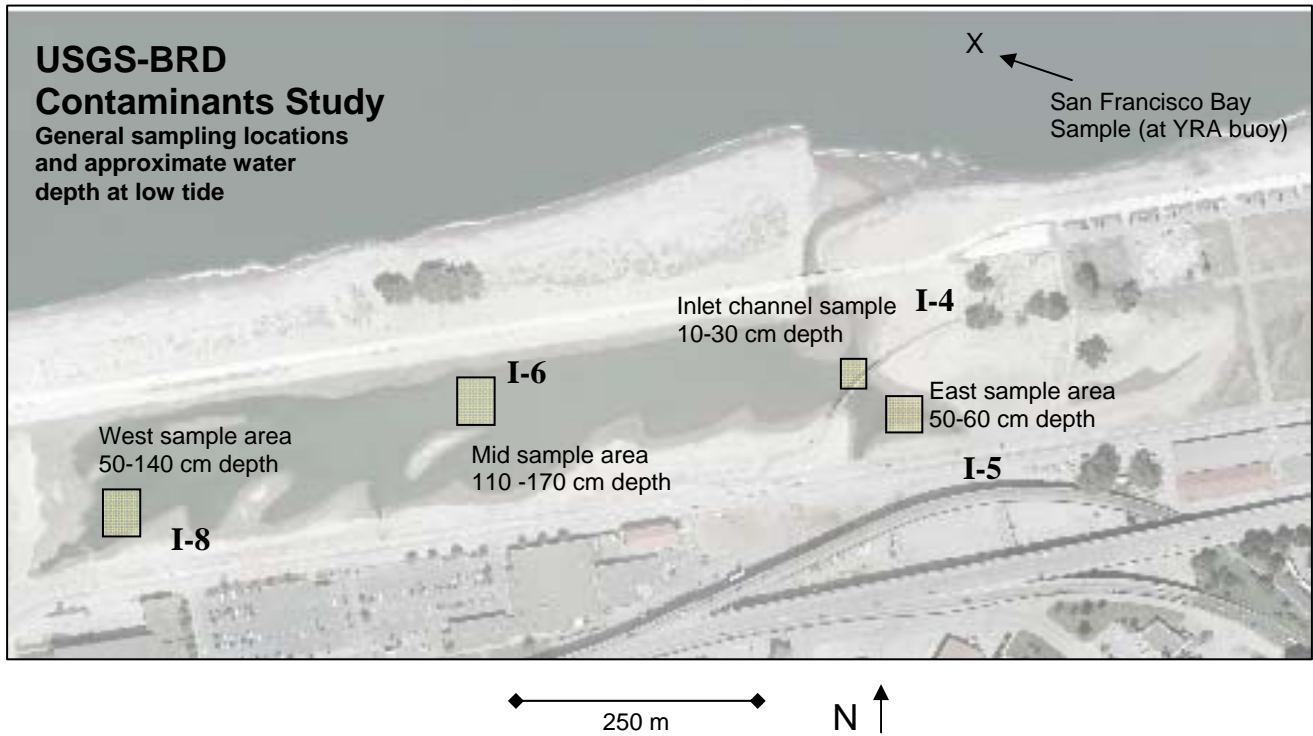 USGS-BRD
Contaminants Study
General sampling locations
and approximate water
depth at low tide
X
San Francisco Bay
Sample (at YRA buoy)
Inlet channel sample
10-30 cm depth
I-4
I-6
East sample area
50-60 cm depth
West sample area
50-140 cm depth
Mid sample area
110 -170 cm depth
I-5
I-8
250 m
N